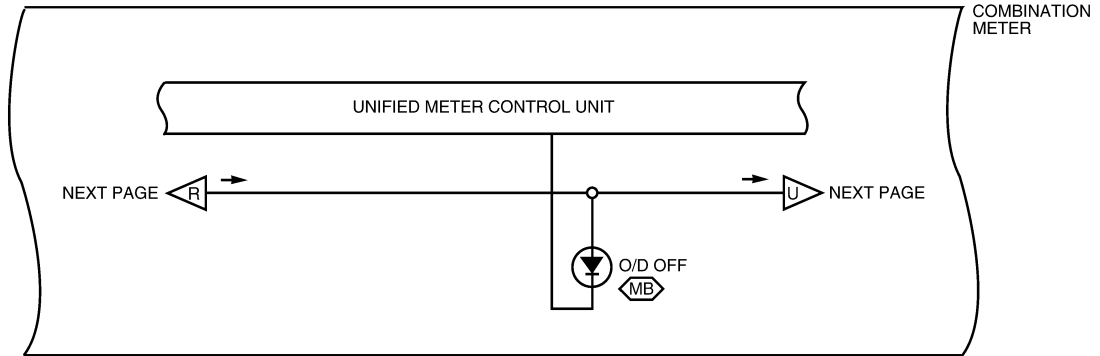 COMBINATION
METER
UNIFIED METER CONTROL UNIT
NEXT PAGE R U NEXT PAGE
O/D OFF
MB